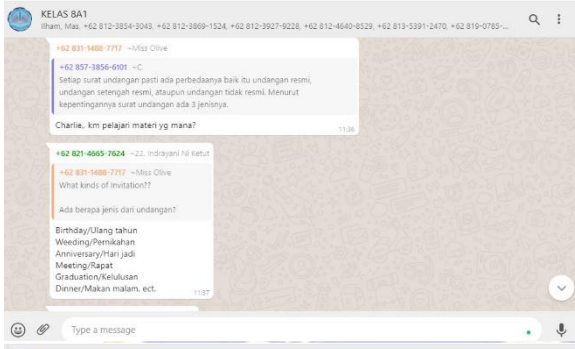 KELAS 8A1
Ilham, Mas, +62 812-3854-3043, +62 812-3869-1524, +62 812-3927-9228, +62 812-4640-8529, +62 813-5391-2470, +62 819-0785-...
+62 831-1488-7717 ~Miss Olive
+62 857-3856-6101 ~C
Setiap surat undangan pasti ada perbedaanya baik itu undangan resmi,
undangan setengah resmi, ataupun undangan tidak resmi. Menurut
kepentingannya surat undangan ada 3 jenisnya.
Charlie, km pelajari materi yg mana?
11:36
+62 821-4665-7624 ~22. Indrayani Ni Ketut
+62 831-1488-7717 ~Miss Olive
What kinds of Invitation??
Ada berapa jenis dari undangan?
Birthday/Ulang tahun
Weeding/Pernikahan
Anniversary/Hari jadi
Meeting/Rapat
Graduation/Kelulusan
Dinner/Makan malam, ect.
11:37
Type a message